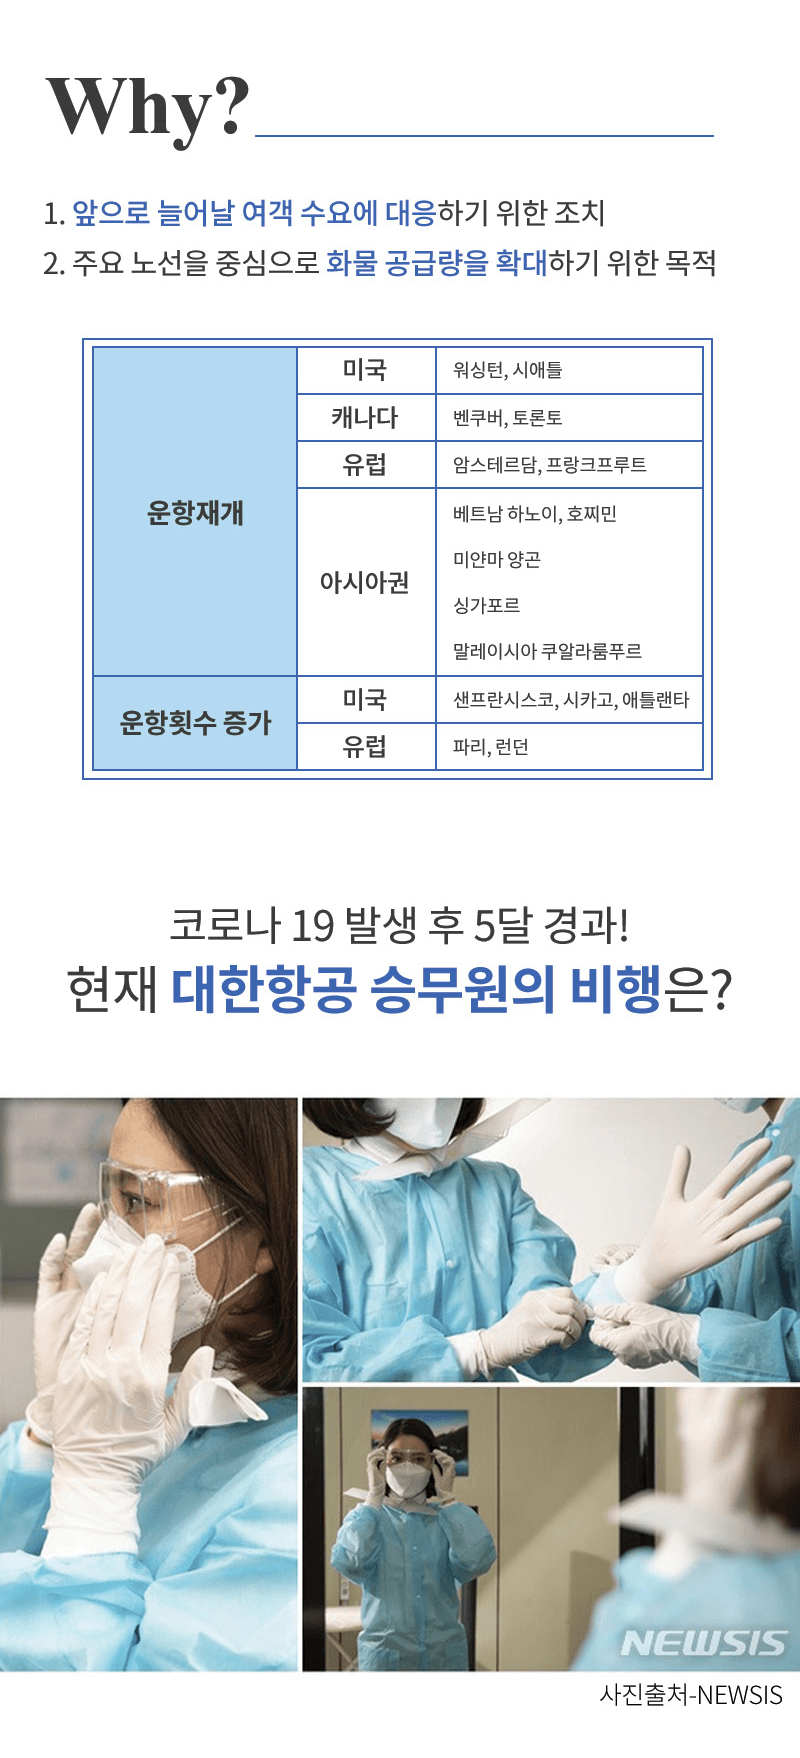 Why?
1. 앞으로 늘어날 여객 수요에 대응하기 위한 조치
2. 주요 노선을 중심으로 화물 공급량을 확대하기 위한 목적
운항재개
미국
워싱턴, 시애틀
캐나다
벤쿠버, 토론토
유럽
암스테르담, 프랑크프루트
아시아권
베트남 하노이, 호찌민
미얀마 양곤
싱가포르
말레이시아 쿠알라룸푸르
운항횟수 증가
미국
샌프란시스코, 시카고, 애틀랜타
유럽
파리, 런던
코로나 19 발생 후 5달 경과!
현재 대한항공 승무원의 비행은?
NEWSIS
사진출처-NEWSIS